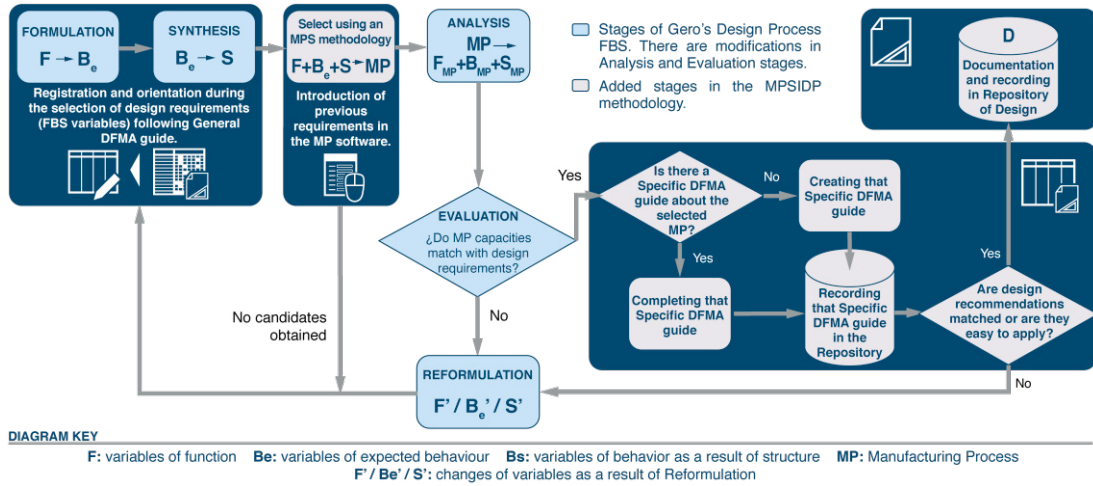 FORMULATION
F → Be
SYNTHESIS
Be → S
Registration and orientation during
the selection of design requirements
(FBS variables) following General
DFMA guide.
Select using an
MPS methodology
F+Be+S→MP
Introduction of
previous
requirements in
the MP software.
ANALYSIS
MP →
FMP+BMP+SMP
Stages of Gero's Design Process
FBS. There are modifications in
Analysis and Evaluation stages.
Added stages in the MPSIDP
methodology.
D
Documentation
and recording
in Repository
of Design
EVALUATION
¿Do MP capacities
match with design
requirements?
Yes
No
Is there a
Specific DFMA
guide about the
selected
MP?
No
Creating that
Specific DFMA
guide
Yes
Completing that
Specific DFMA
guide
Recording
that Specific
DFMA guide
in the
Repository
Yes
Are design
recommendations
matched or are they
easy to apply?
No
No candidates
obtained
REFORMULATION
F' / Be' / S'
DIAGRAM KEY
F: variables of function Be: variables of expected behaviour Bs: variables of behavior as a result of structure MP: Manufacturing Process
F' / Be' / S': changes of variables as a result of Reformulation